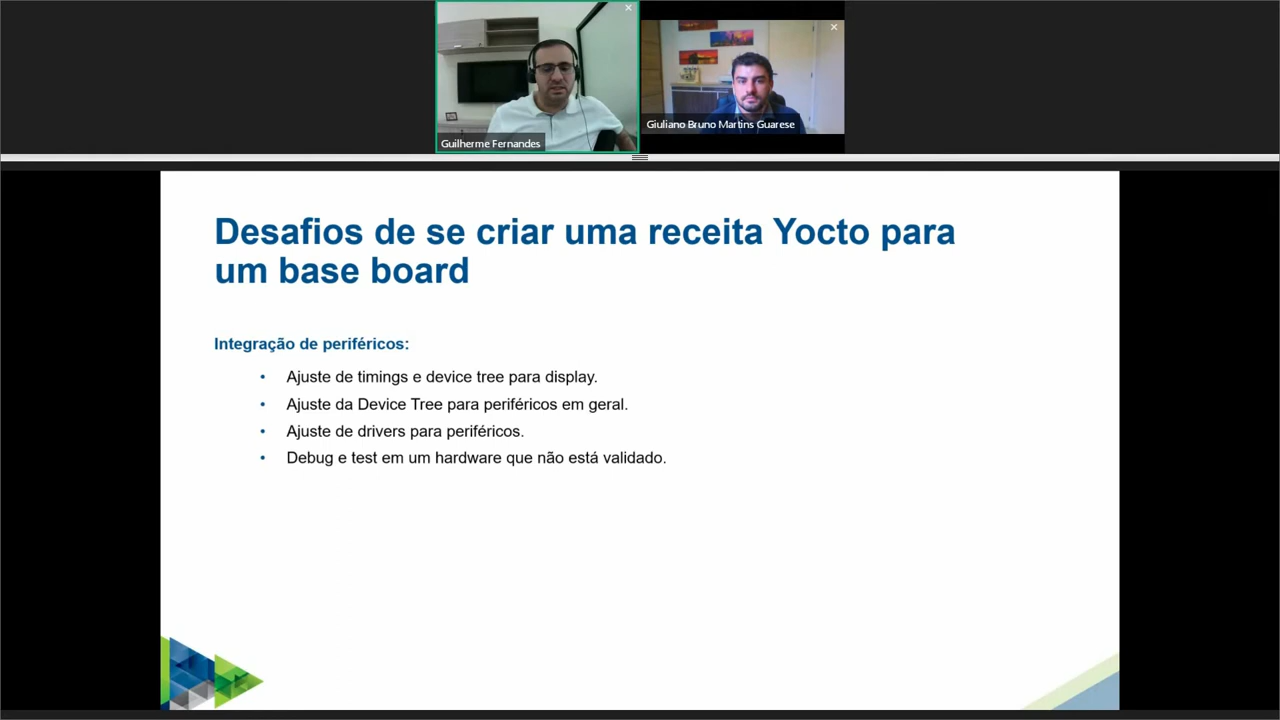 Guilherme Fernandes
Giuliano Bruno Martins Guarese
Desafios de se criar uma receita Yocto para
um base board
Integração de periféricos:
• Ajuste de timings e device tree para display.
• Ajuste da Device Tree para periféricos em geral.
• Ajuste de drivers para periféricos.
• Debug e test em um hardware que não está validado.